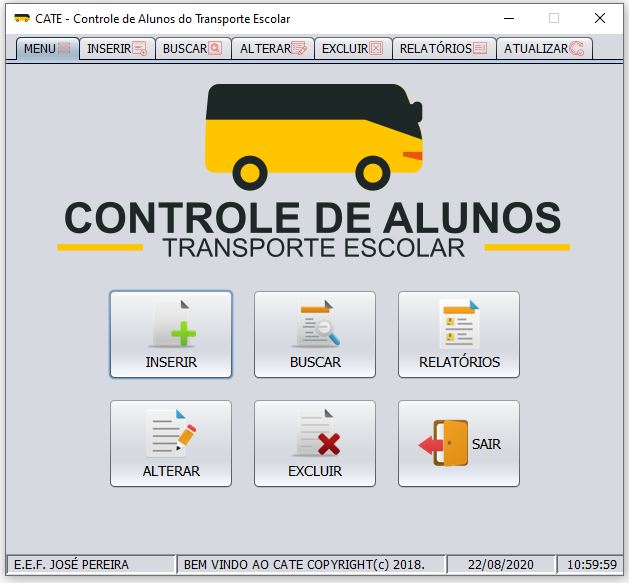 CATE - Controle de Alunos do Transporte Escolar
MENU INSERIR BUSCAR ALTERAR EXCLUIR RELATÓRIOS ATUALIZAR
CONTROLE DE ALUNOS
TRANSPORTE ESCOLAR
INSERIR BUSCAR RELATÓRIOS
ALTERAR EXCLUIR SAIR
E.E.F. JOSÉ PEREIRA BEM VINDO AO CATE COPYRIGHT(c) 2018. 22/08/2020 10:59:59